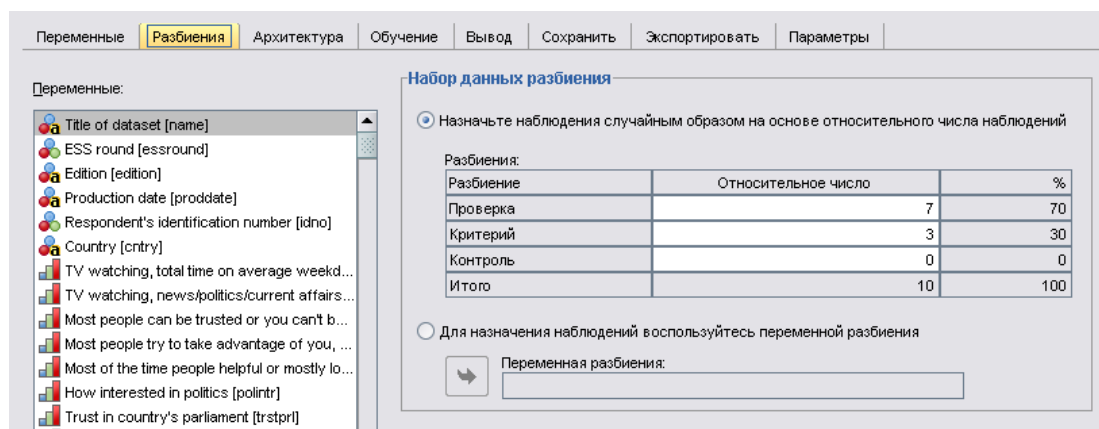 Переменные Разбиения Архитектура Обучение Вывод Сохранить Экспортировать Параметры
Переменные:
Title of dataset [name]
ESS round [essround]
Edition [edition]
Production date [proddate]
Respondent's identification number [idno]
Country [cntry]
TV watching, total time on average weekd...
TV watching, news/politics/current affairs...
Most people can be trusted or you can't b...
Most people try to take advantage of you, ...
Most of the time people helpful or mostly lo...
How interested in politics [polintr]
Trust in country's parliament [trstprl]
Набор данных разбиения
Назначьте наблюдения случайным образом на основе относительного числа наблюдений
Разбиения:
Разбиение Относительное число %
Проверка 7 70
Критерий 3 30
Контроль 0 0
Итого 10 100
Для назначения наблюдений воспользуйтесь переменной разбиения
Переменная разбиения: